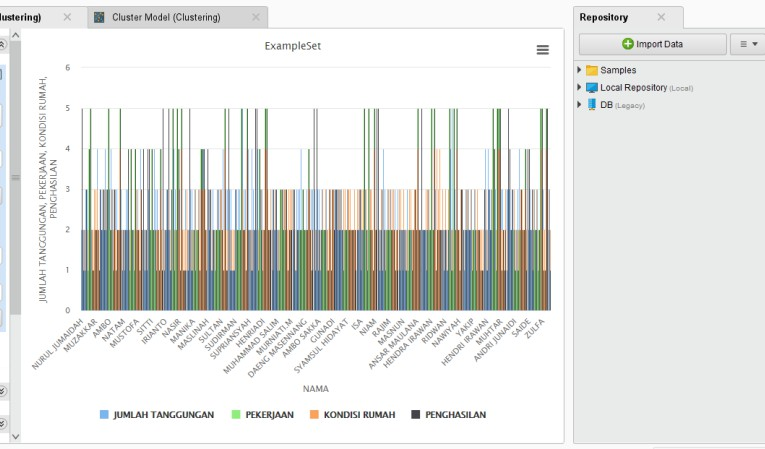 lustering)
Cluster Model (Clustering)
ExampleSet
JUMLAH TANGGUNGAN, PEKERJAAN, KONDISI RUMAH,
PENGHASILAN
6
5
4
3
2
1
0
NURUL JUMAIDAH
MUZAKKAR
AMBO
NATAM
MUSTOFA
SITTI
IRIANTO
NASIR
MANIKA
MASLINAH
SULTAN
SUDIRMAN
SUPRIANSYAH
HENRIADI
MUHAMMAD SALIM
MURNIATI.M
DAENG MASENNANG
AMBO SAKKA
GUNADI
SYAMSUL HIDAYAT
ISA
NIJAM
RAJIM
MASNUN
ANSAR MAULANA
HENDRA IRAWAN
RIDWAN
NAWIYAH
YAKIP
HENDRI IRAWAN
MUHTAR
ANDRI JUNAIDI
SAIDE
ZULFA
NAMA
JUMLAH TANGGUNGAN
PEKERJAAN
KONDISI RUMAH
PENGHASILAN
Repository
Import Data
Samples
Local Repository (Local)
DB (Legacy)